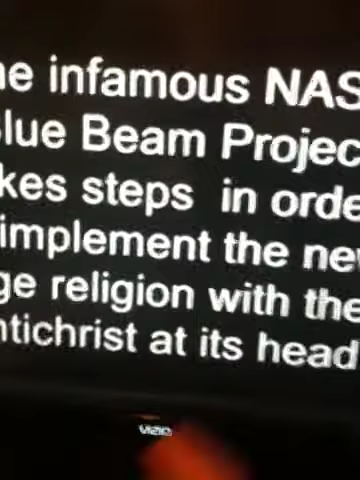 he infamous NAS
Blue Beam Projec
kes steps in orde
implement the ne
ge religion with the
ntichrist at its head
VIZIO